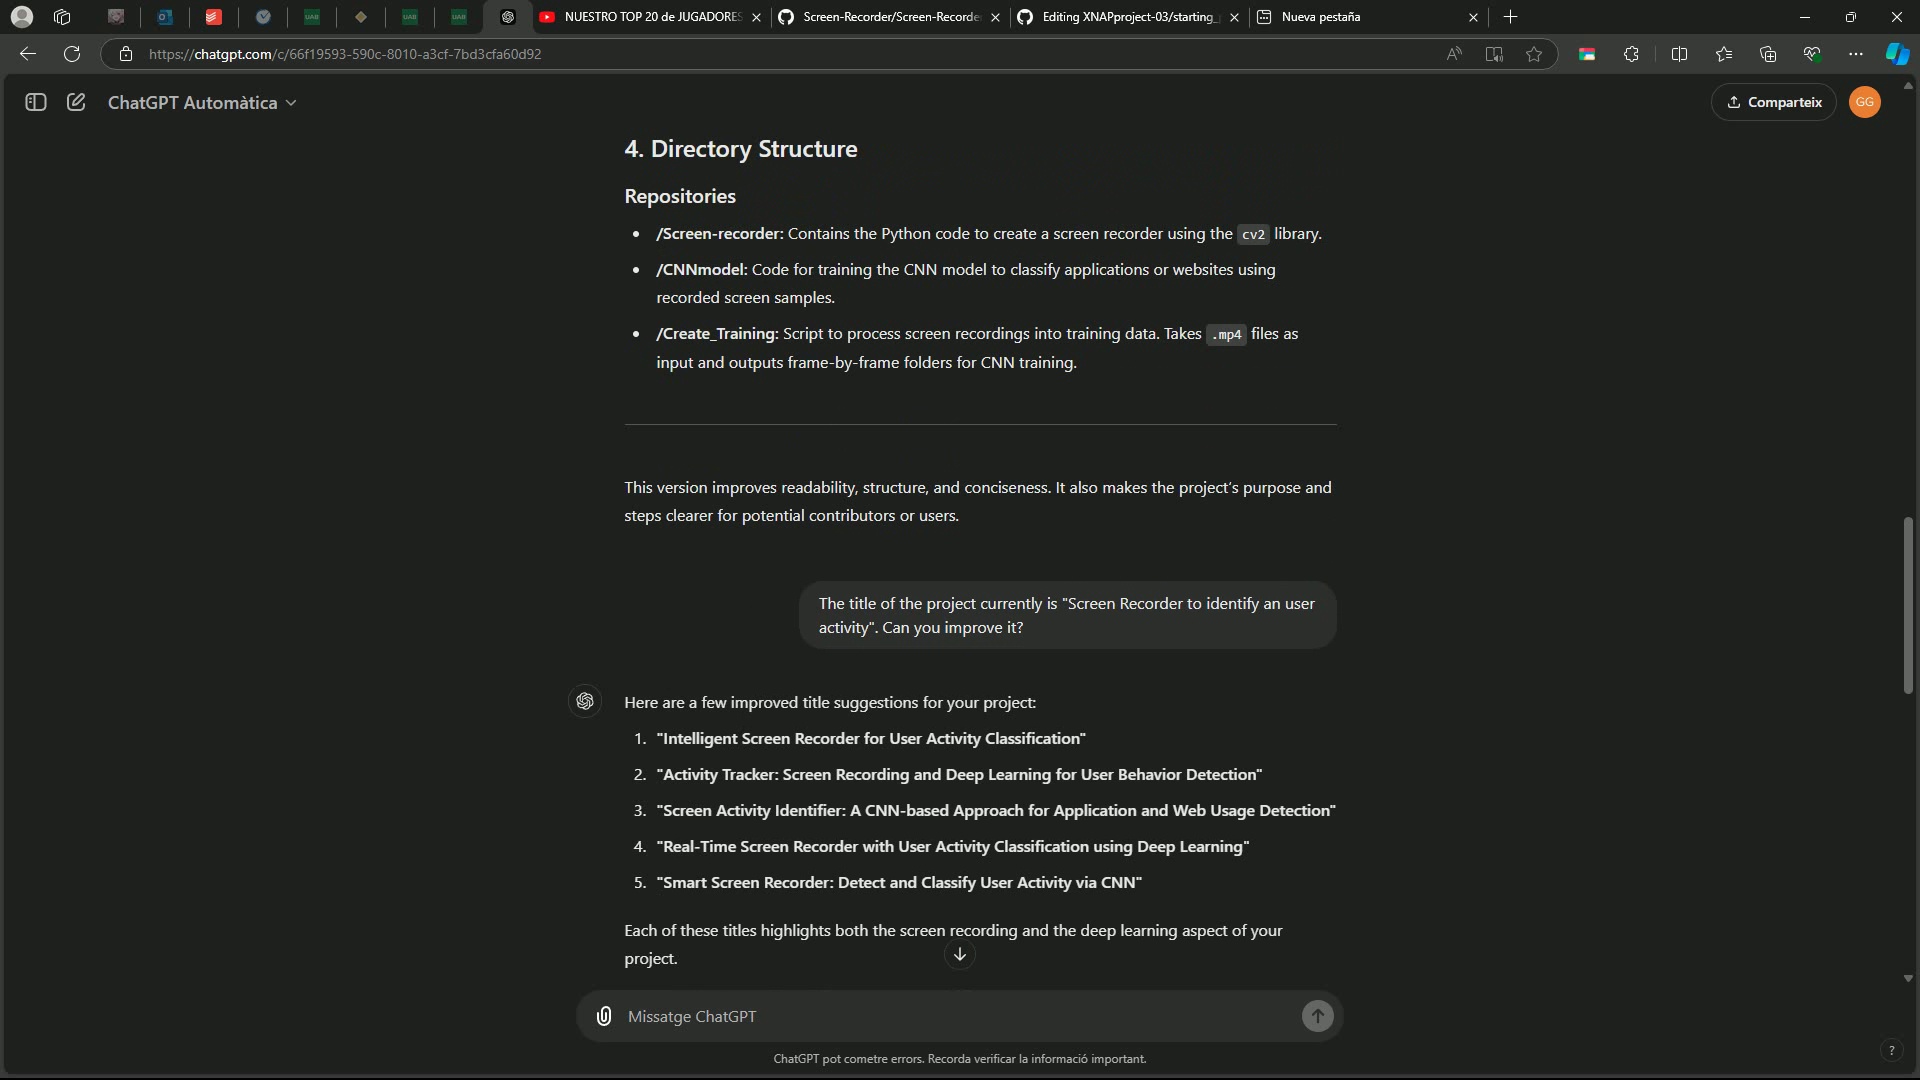 NUESTRO TOP 20 de JUGADORES
Screen-Recorder/Screen-Recorde
Editing XNAPproject-03/starting_
Nueva pestaña
https://chatgpt.com/c/66f19593-590c-8010-a3cf-7bd3cfa60d92
ChatGPT Automàtica
Comparteix
GG
4. Directory Structure
Repositories
• /Screen-recorder: Contains the Python code to create a screen recorder using the cv2 library.
• /CNNmodel: Code for training the CNN model to classify applications or websites using
recorded screen samples.
• /Create_Training: Script to process screen recordings into training data. Takes .mp4 files as
input and outputs frame-by-frame folders for CNN training.
This version improves readability, structure, and conciseness. It also makes the project's purpose and
steps clearer for potential contributors or users.
The title of the project currently is "Screen Recorder to identify an user
activity". Can you improve it?
Here are a few improved title suggestions for your project:
1. "Intelligent Screen Recorder for User Activity Classification"
2. "Activity Tracker: Screen Recording and Deep Learning for User Behavior Detection"
3. "Screen Activity Identifier: A CNN-based Approach for Application and Web Usage Detection"
4. "Real-Time Screen Recorder with User Activity Classification using Deep Learning"
5. "Smart Screen Recorder: Detect and Classify User Activity via CNN"
Each of these titles highlights both the screen recording and the deep learning aspect of your
project.
Missatge ChatGPT
ChatGPT pot cometre errors. Recorda verificar la informació important.
?